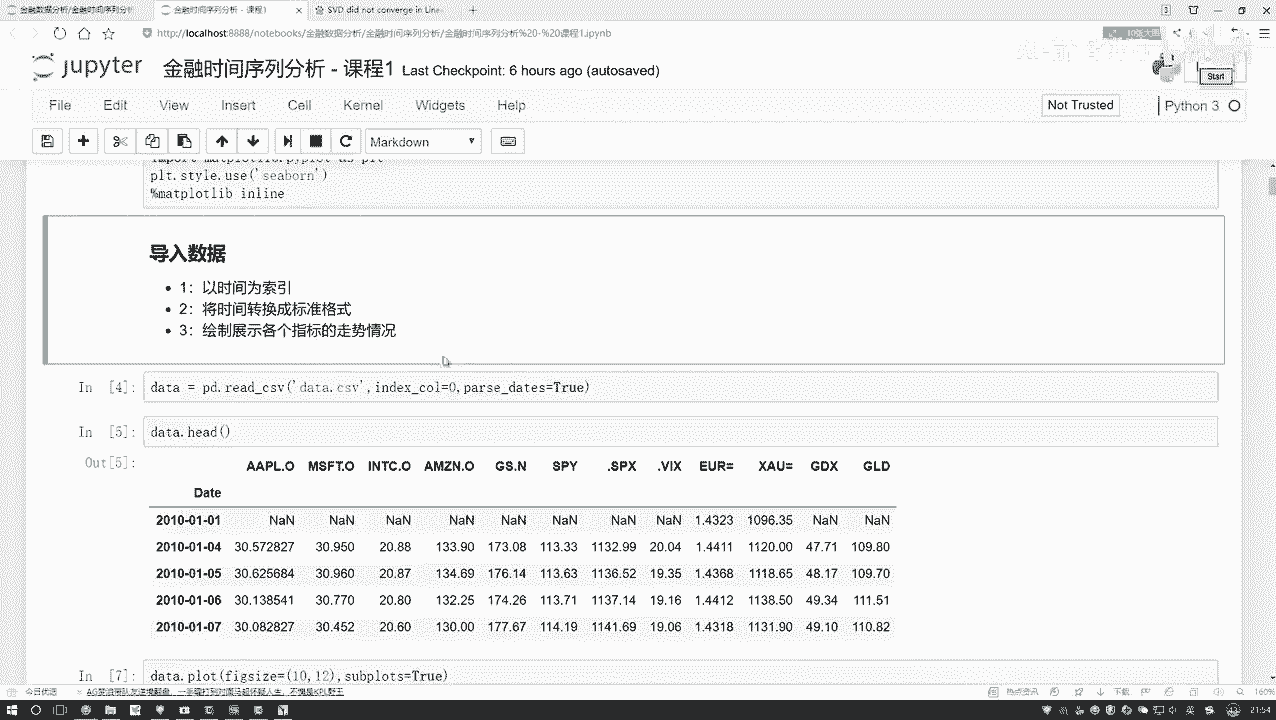 金融数据分析/金融时间序列分
金融时间序列分析 - 课程1
SVD did not converge in Line
http://localhost:8888/notebooks/金融数据分析/金融时间序列分析/金融时间序列分析%20-%20课程1.ipynb
jupyter 金融时间序列分析 - 课程1 Last Checkpoint: 6 hours ago (autosaved)
Start
File Edit View Insert Cell Kernel Widgets Help
Not Trusted Python 3
Markdown
import matplotlib.pyplot as plt
plt.style.use('seaborn')
%matplotlib inline
导入数据
1：以时间为索引
2：将时间转换成标准格式
3：绘制展示各个指标的走势情况
In [4]: data = pd.read_csv('data.csv',index_col=0,parse_dates=True)
In [5]: data.head()
Out[5]:
AAPL.O MSFT.O INTC.O AMZN.O GS.N SPY .SPX .VIX EUR= XAU= GDX GLD
Date
2010-01-01 NaN NaN NaN NaN NaN NaN NaN NaN 1.4323 1096.35 NaN NaN
2010-01-04 30.572827 30.950 20.88 133.90 173.08 113.33 1132.99 20.04 1.4411 1120.00 47.71 109.80
2010-01-05 30.625684 30.960 20.87 134.69 176.14 113.63 1136.52 19.35 1.4368 1118.65 48.17 109.70
2010-01-06 30.138541 30.770 20.80 132.25 174.26 113.71 1137.14 19.16 1.4412 1138.50 49.34 111.51
2010-01-07 30.082827 30.452 20.60 130.00 177.67 114.19 1141.69 19.06 1.4318 1131.90 49.10 110.82
In [7]: data.plot(figsize=(10,12),subplots=True)
今日优选
热点资讯
下载
160%
21:54